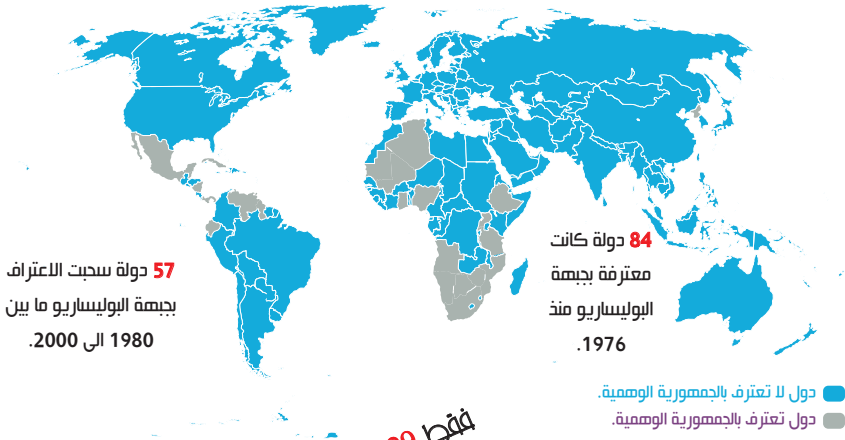 84 دولة كانت
معترفة بجبهة
البوليساريو منذ
1976.
57 دولة سحبت الاعتراف
بجبهة البوليساريو ما بين
1980 الى 2000.
دول لا تعترف بالجمهورية الوهمية.
دول تعترف بالجمهورية الوهمية.
فقط